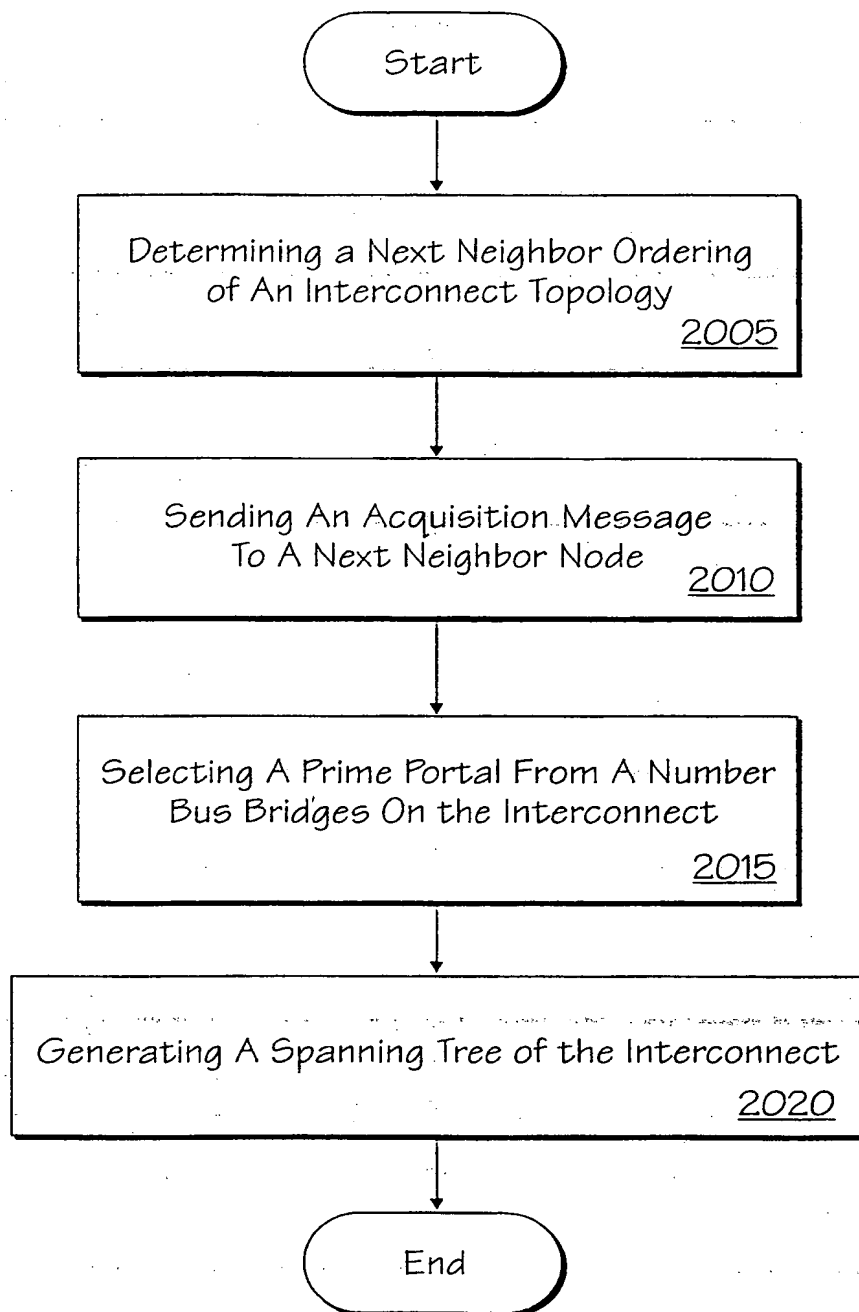 Start
Determining a Next Neighbor Ordering
of An Interconnect Topology
2005
Sending An Acquisition Message
To A Next Neighbor Node
2010
Selecting A Prime Portal From A Number
Bus Bridges On the Interconnect
2015
Generating A Spanning Tree of the Interconnect
2020
End